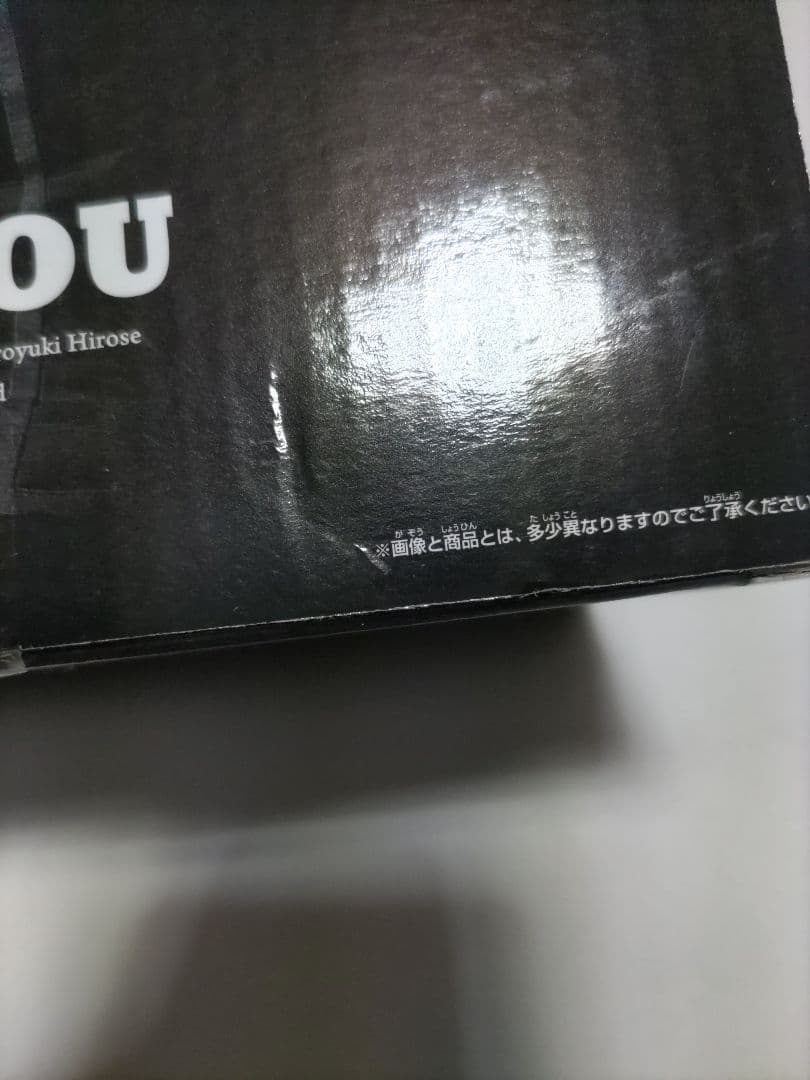 OU
royuki Hirose
d
※画像と商品とは、多少異なりますのでご了承ください